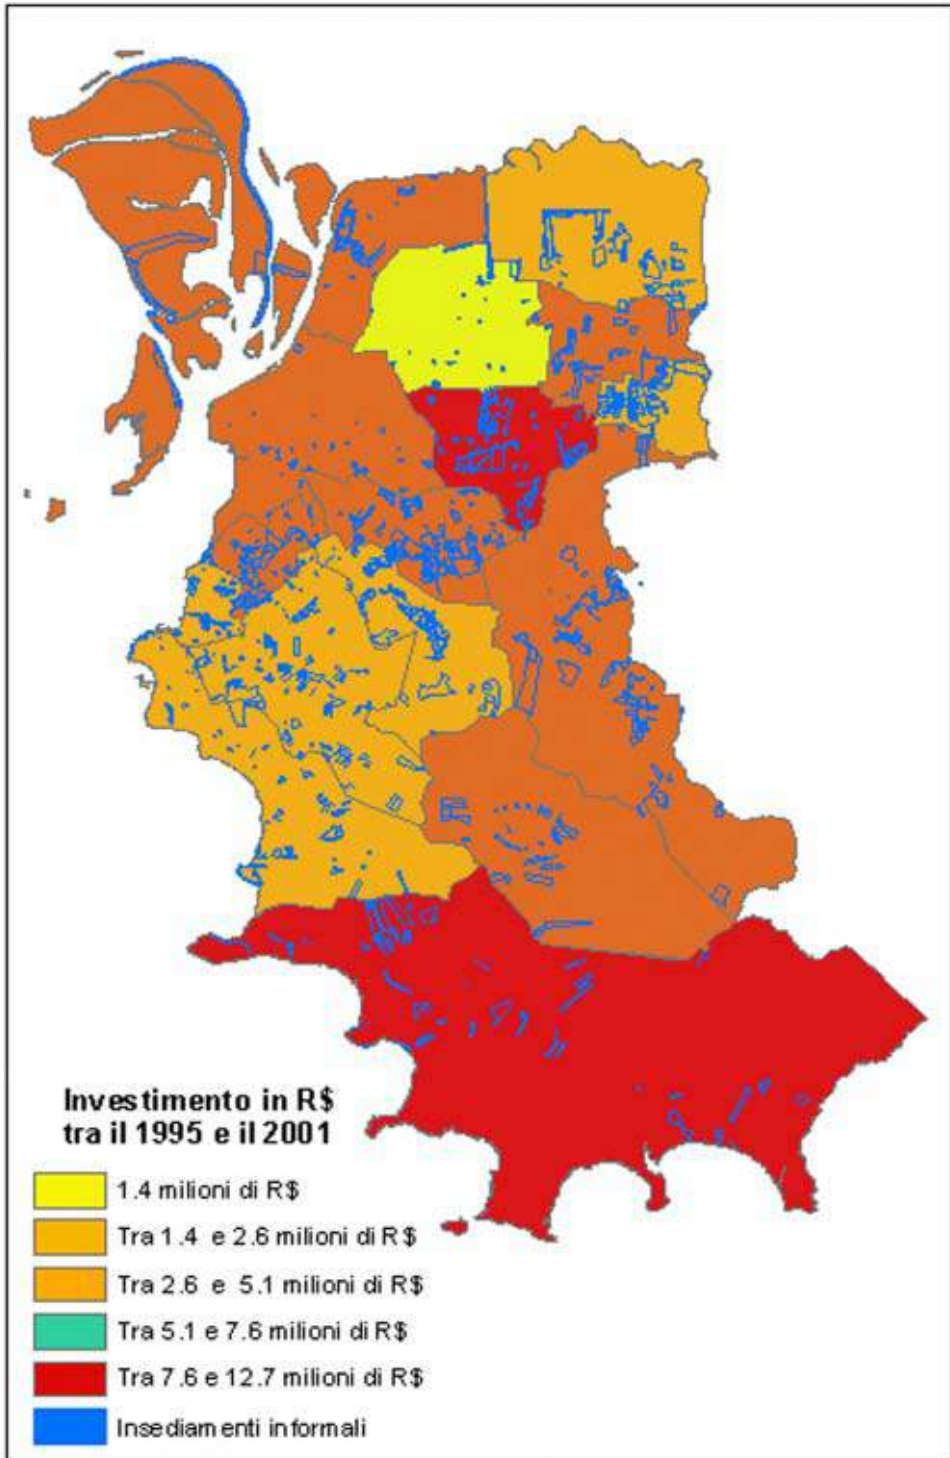 Investimento in R$
tra il 1995 e il 2001
1.4 milioni di R$
Tra 1.4 e 2.6 milioni di R$
Tra 2.6 e 5.1 milioni di R$
Tra 5.1 e 7.6 milioni di R$
Tra 7.6 e 12.7 milioni di R$
Insediamenti informali